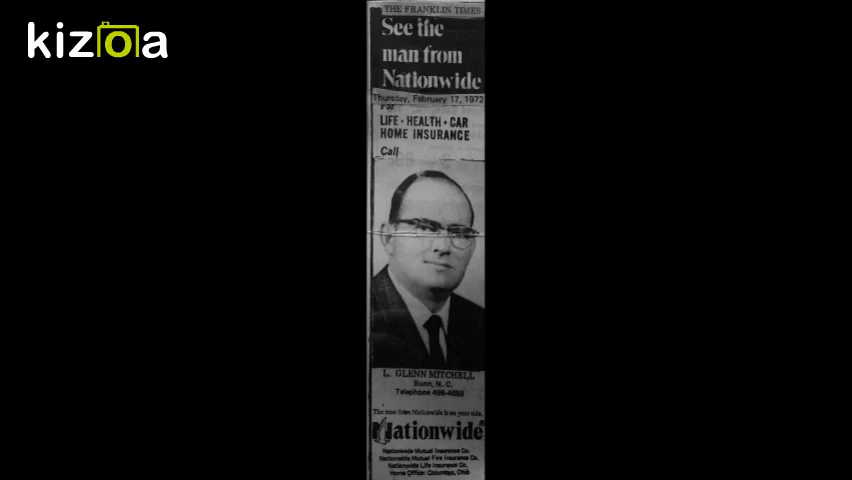 kizoa
THE FRANKLIN TIMES
See the
man from
Nationwide
Thursday, February 17, 1972
For
LIFE • HEALTH • CAR
HOME INSURANCE
Call
L. GLENN MITCHELL
Bunn, N. C.
Telephone 496-4688
The man from Nationwide is on your side.
Nationwide
Nationwide Mutual Insurance Co.
Nationwide Mutual Fire Insurance Co.
Nationwide Life Insurance Co.
Home Office: Columbus, Ohio